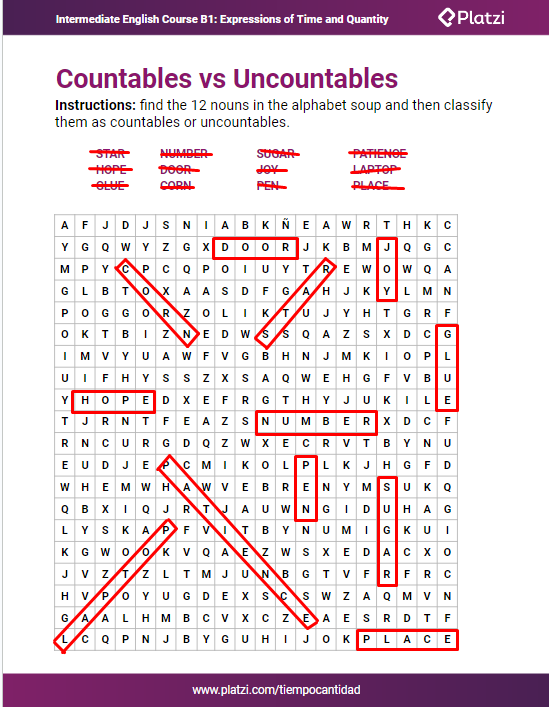 Intermediate English Course B1: Expressions of Time and Quantity
Platzi
Countables vs Uncountables
Instructions: find the 12 nouns in the alphabet soup and then classify
them as countables or uncountables.
STAR NUMBER SUGAR PATIENCE
HOPE DOOR JOY LAPTOP
GLUE CORN PEN PLACE
A F J D J S N I A B K Ñ E A W R T H K C
Y G Q W Y Z G X D O O R J K B M J Q G C
M P Y C P C Q P O I U Y T R E W O W Q A
G L B T O X A A S D F G A H J K Y L M N
P O G G O R Z O L I K T U J Y H T G R F
O K T B I Z N E D W S S Q A Z S X D C G
I M V Y U A W F V G B H N J M K I O P L
U I F H Y S S Z X S A Q W E H G F V B U
Y H O P E D X E F R G T H Y J U K I L E
T J R N T F E A Z S N U M B E R X D C F
R N C U R G D Q Z W X E C R V T B Y N U
E U D J E P C M I K O L P L K J H G F D
W H E M W H A W V E B R E N Y M S U K Q
Q B X I Q J R T J A U W N G I D U H A G
L Y S K A P F V I T B Y N U M I G K U I
K G W O O K V Q A E Z W S X E D A C X O
J V Z T Z L T M J U N B G T V F R F R C
H V P O Y U G D E X S C S W Z A Q M V N
G A A L H M B C V X C Z E A E S R D T F
L C Q P N J B Y G U H I J O K P L A C E
www.platzi.com/tiempocantidad